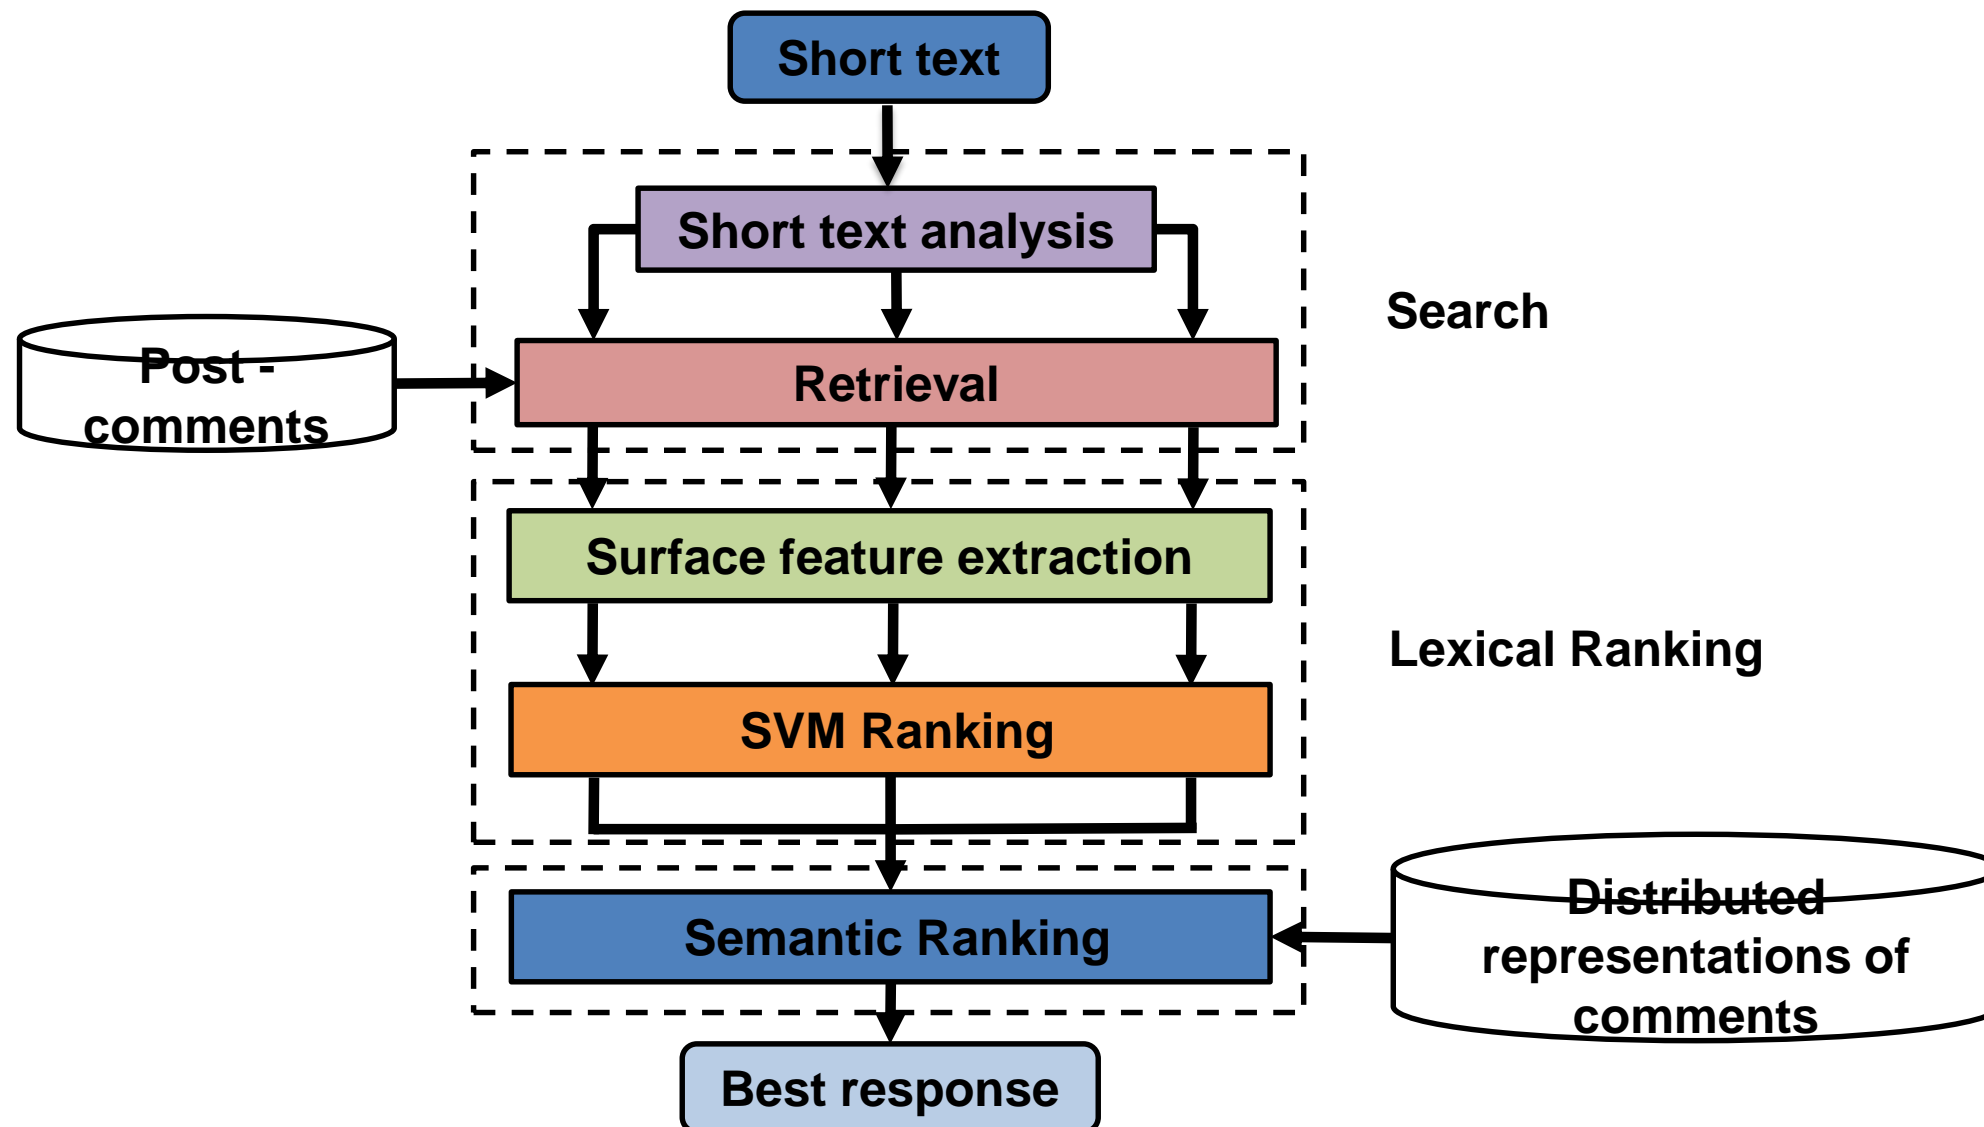 Short text
Short text analysis
Search
Post -
comments
Retrieval
Surface feature extraction
Lexical Ranking
SVM Ranking
Distributed
representations of
comments
Semantic Ranking
Best response